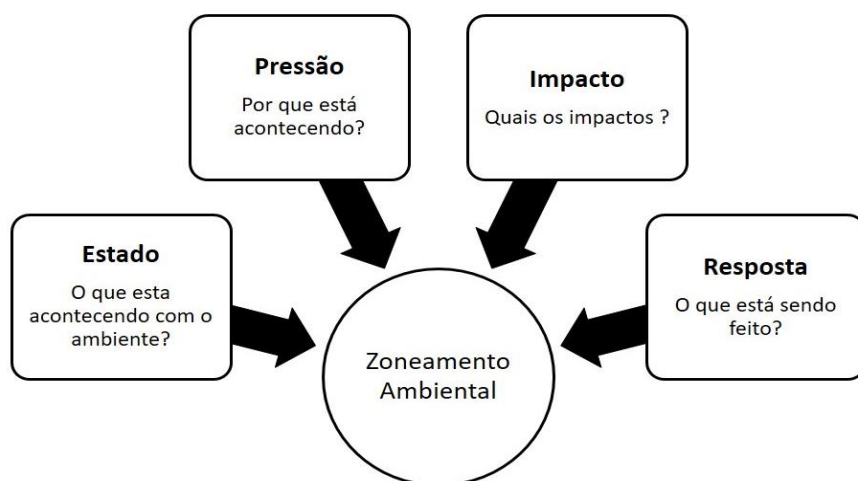 Pressão
Por que está
acontecendo?
Impacto
Quais os impactos ?
Estado
O que esta
acontecendo com o
ambiente?
Resposta
O que está sendo
feito?
Zoneamento
Ambiental